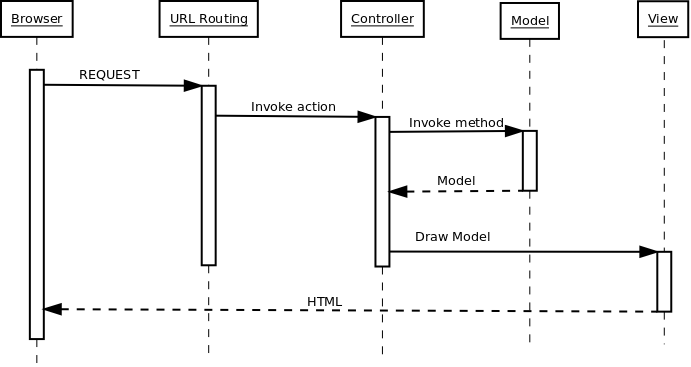 Browser
URL Routing
Controller
Model
View
REQUEST
Invoke action
Invoke method
Model
Draw Model
HTML